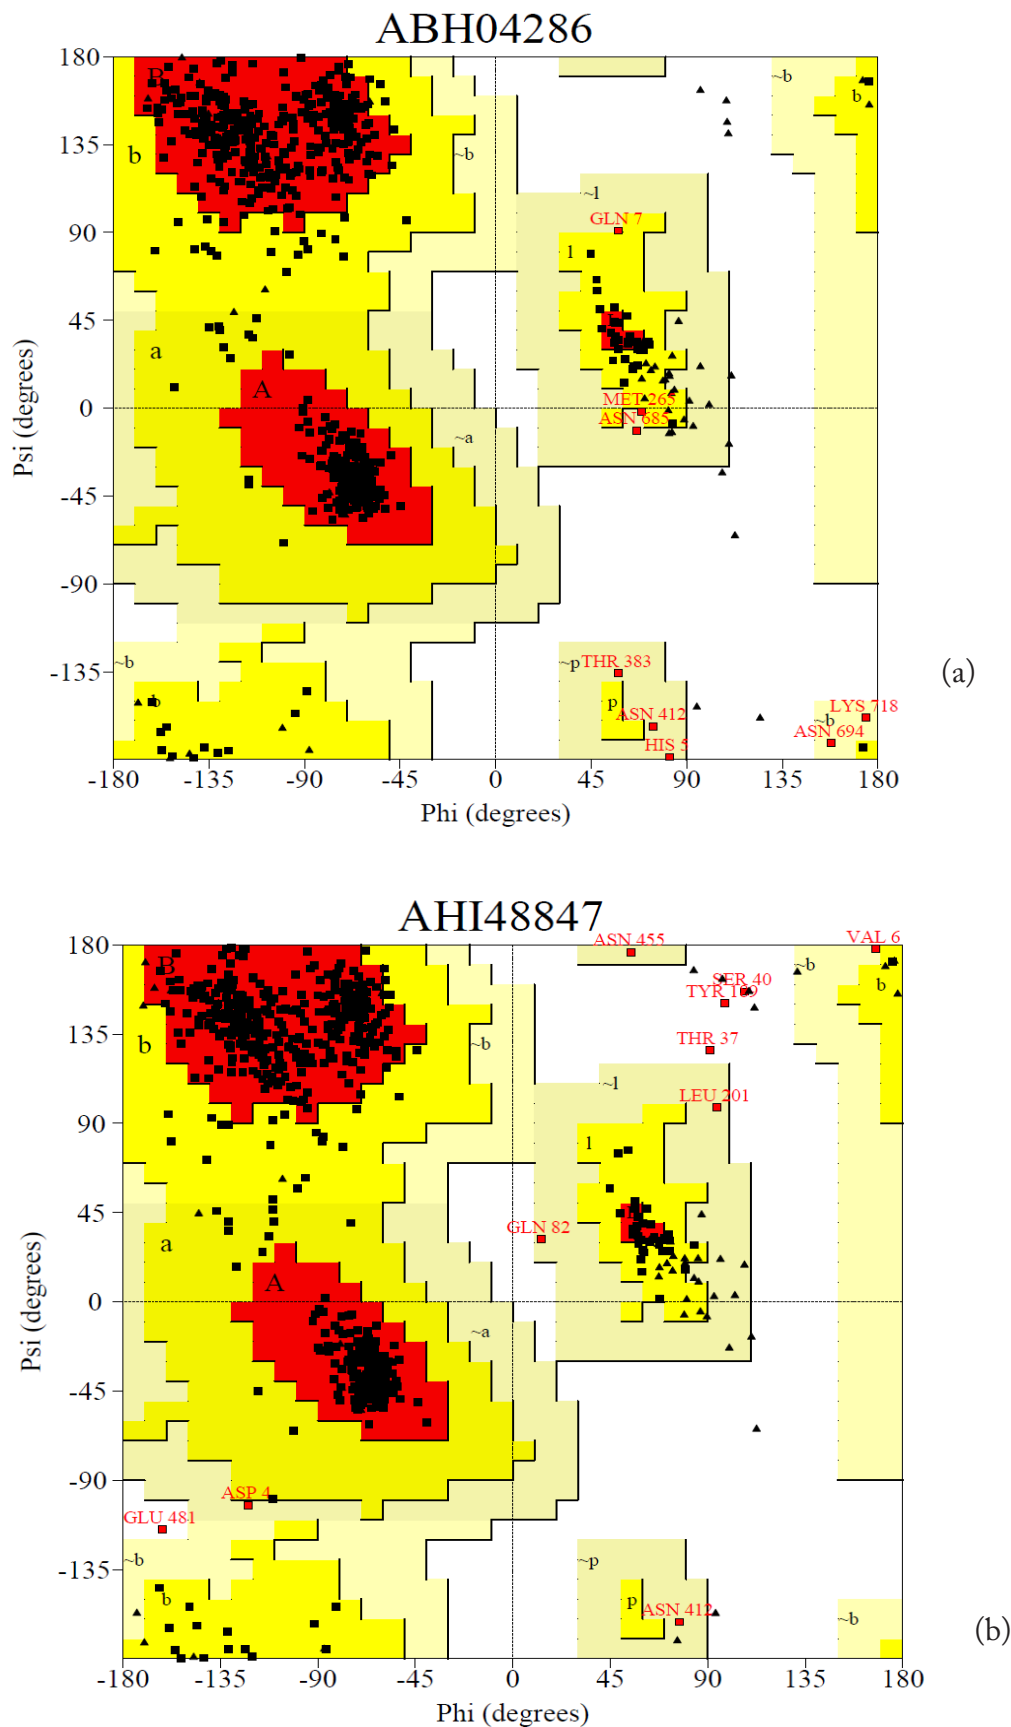 ABH04286
180
B
~b
b
135
b
~b
~l
90
GLN 7
l
45
a
A
0
MET 265
ASN 685
~a
Psi (degrees)
-45
-90
-135
~b
~p
THR 383
(a)
b
p
ASN 412
LYS 718
~b
ASN 694
HIS 5
-180
-135
-90
-45
0
45
90
135
180
Phi (degrees)
AHI48847
180
ASN 455
VAL 6
B
SER 40
~b
TYR 169
b
135
b
~b
THR 37
~l
LEU 201
90
l
45
GLN 82
a
A
0
~a
Psi (degrees)
-45
-90
ASP 4
GLU 481
-135
~b
~p
b
p
ASN 412
~b
(b)
-180
-135
-90
-45
0
45
90
135
180
Phi (degrees)